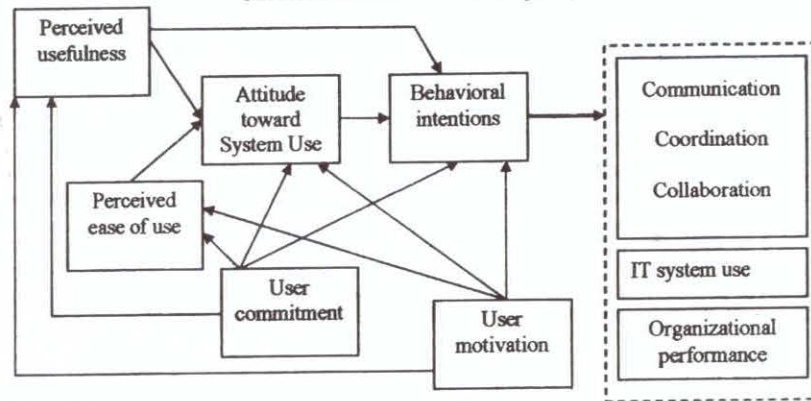 Perceived
usefulness
Attitude
toward
System Use
Behavioral
intentions
Communication
Coordination
Collaboration
Perceived
ease of use
IT system use
User
commitment
User
motivation
Organizational
performance